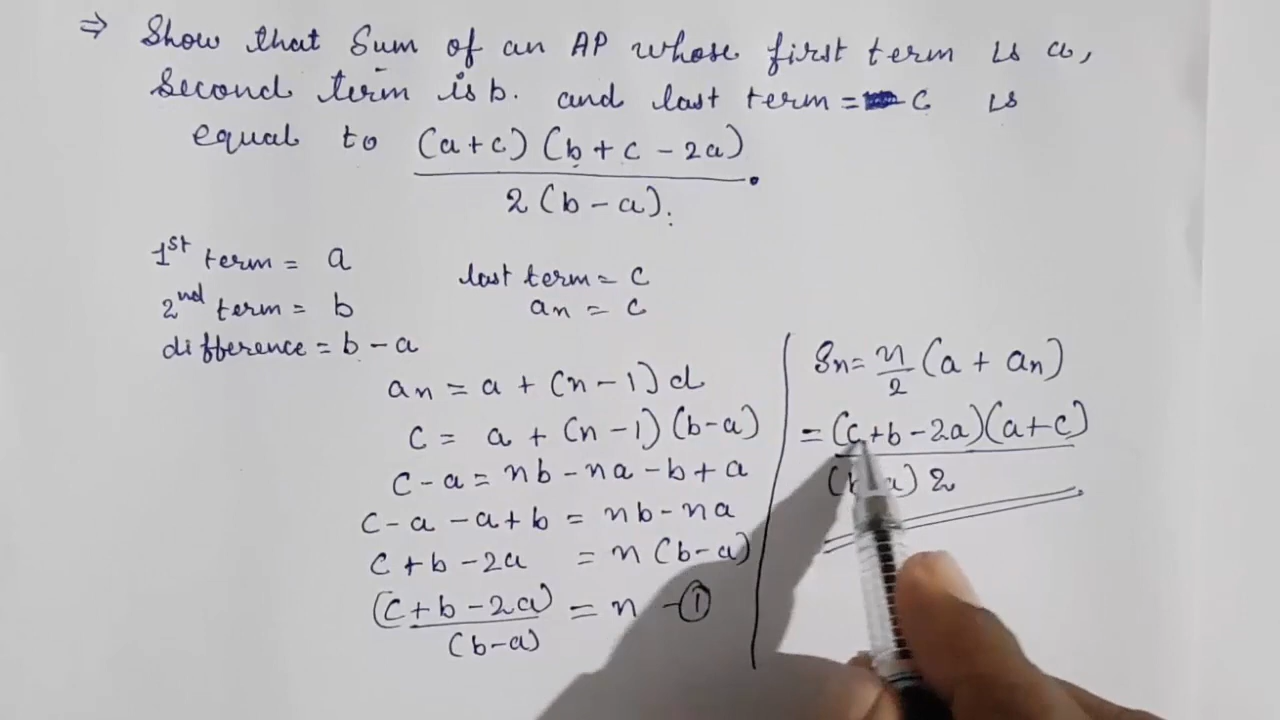 ⇒ Show that Sum of an AP whose first term is a,
Second term is b. and last term = c is
equal to (a+c) (b+c-2a)
2 (b-a).
1st term = a
2nd term = b
difference = b-a
last term = c
an = c
an = a + (n-1) d
c = a + (n-1) (b-a)
c-a = nb-na-b+a
c-a-a+b = nb-na
c+b-2a = n (b-a)
(c+b-2a) = n -①
(b-a)
Sn = n/2 (a + an)
= (c+b-2a)(a+c)
(b-a) 2